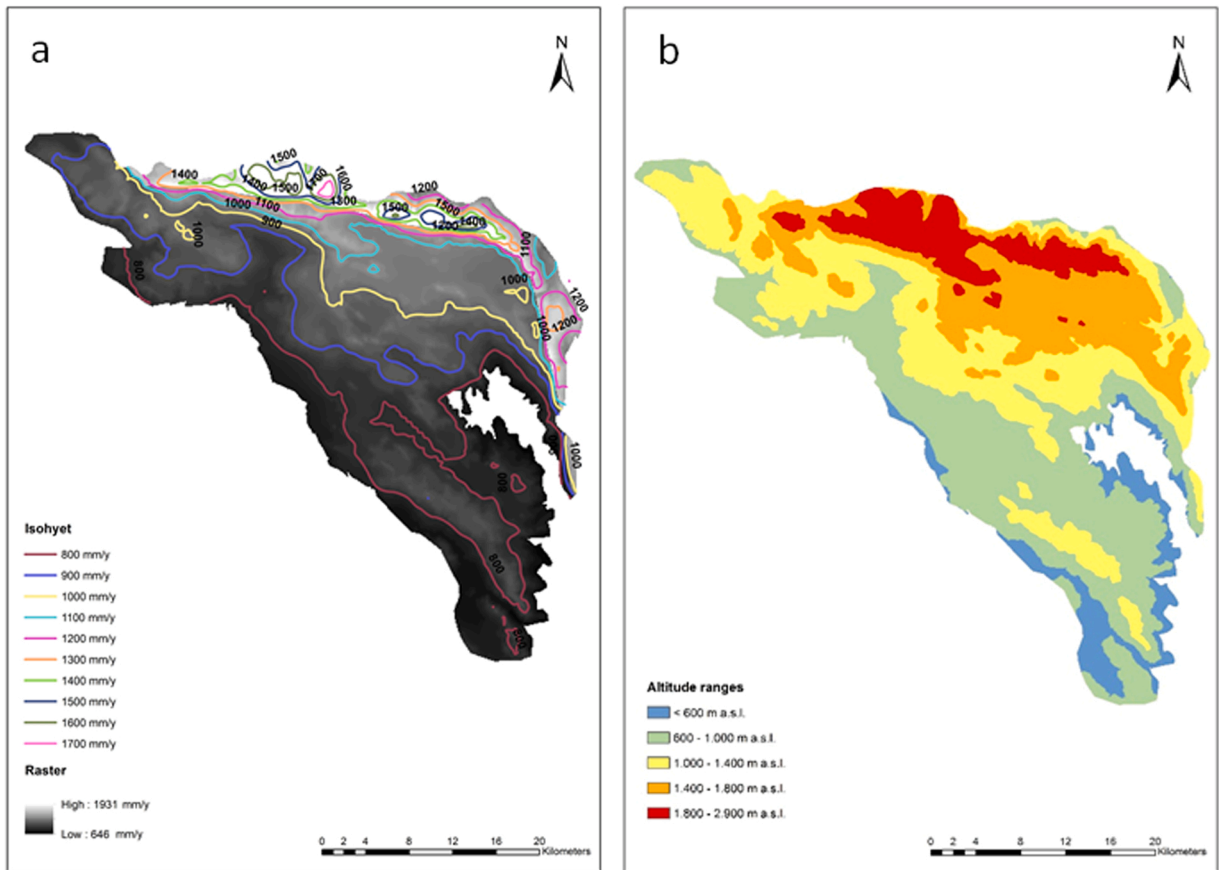 a
N
1500
1400
1600
1400
1500
1700
1100
1300
1000
900
1000
800
1200
1500
1500
1400
1200
1100
1000
1200
1000
1200
1000
800
800
Isohyet
800 mm/y
900 mm/y
1000 mm/y
1100 mm/y
1200 mm/y
1300 mm/y
1400 mm/y
1500 mm/y
1600 mm/y
1700 mm/y
Raster
High : 1931 mm/y
Low : 646 mm/y
0 2 4 8 12 16 20
Kilometers
b
N
Altitude ranges
< 600 m a.s.l.
600 - 1.000 m a.s.l.
1.000 - 1.400 m a.s.l.
1.400 - 1.800 m a.s.l.
1.800 - 2.900 m a.s.l.
0 2 4 8 12 16 20
Kilometers